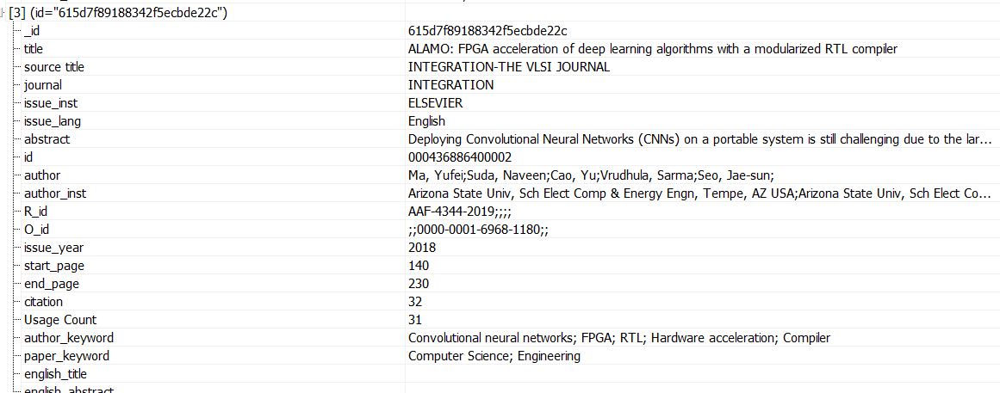 [3] (id="615d7f89188342f5ecbde22c")
_id 615d7f89188342f5ecbde22c
title ALAMO: FPGA acceleration of deep learning algorithms with a modularized RTL compiler
source title INTEGRATION-THE VLSI JOURNAL
journal INTEGRATION
issue_inst ELSEVIER
issue_lang English
abstract Deploying Convolutional Neural Networks (CNNs) on a portable system is still challenging due to the lar...
id 000436886400002
author Ma, Yufei;Suda, Naveen;Cao, Yu;Vrudhula, Sarma;Seo, Jae-sun;
author_inst Arizona State Univ, Sch Elect Comp & Energy Engn, Tempe, AZ USA;Arizona State Univ, Sch Elect Co...
R_id AAF-4344-2019;;;;
O_id ;;0000-0001-6968-1180;;
issue_year 2018
start_page 140
end_page 230
citation 32
Usage Count 31
author_keyword Convolutional neural networks; FPGA; RTL; Hardware acceleration; Compiler
paper_keyword Computer Science; Engineering
english_title
english_abstract